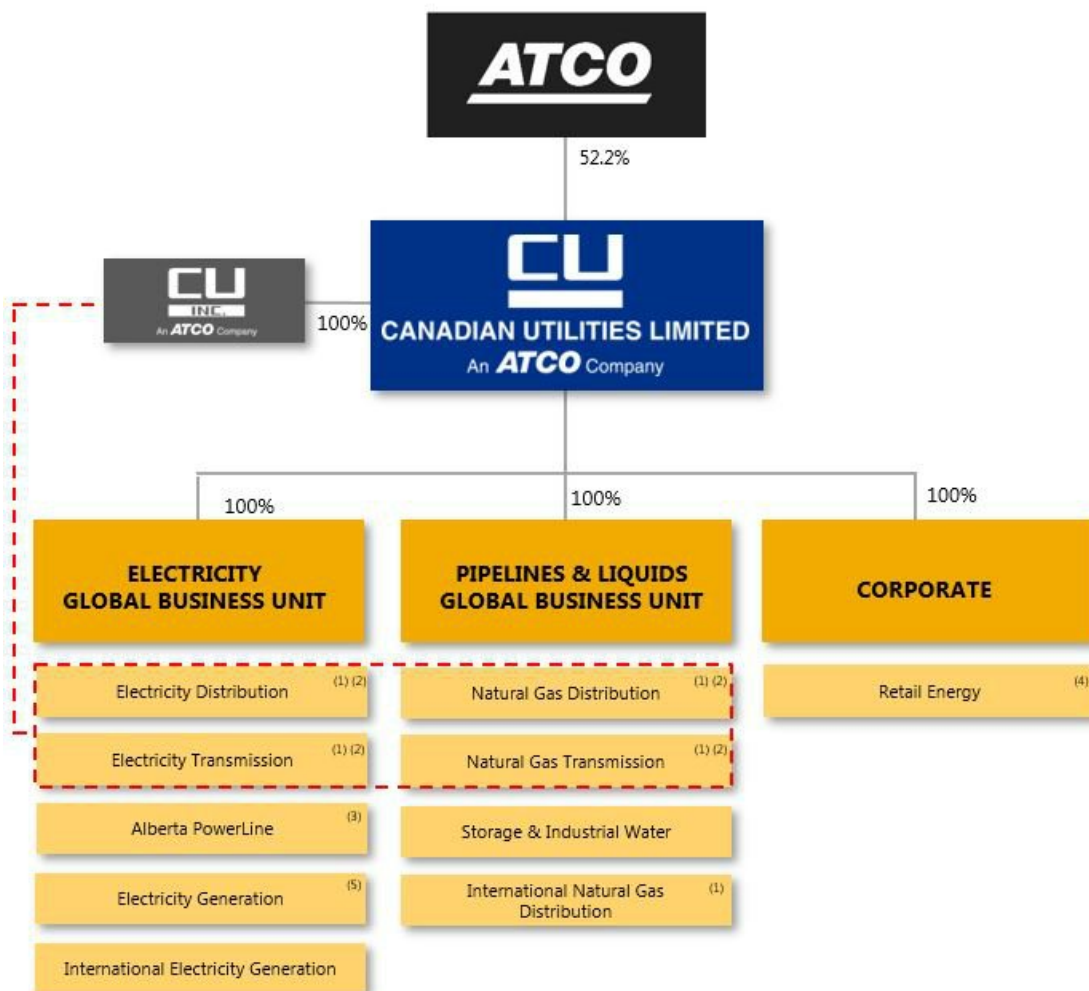 ATCO
52.2%
CU
INC.
An ATCO Company
100%
CU
CANADIAN UTILITIES LIMITED
An ATCO Company
100%
100%
100%
ELECTRICITY
GLOBAL BUSINESS UNIT
PIPELINES & LIQUIDS
GLOBAL BUSINESS UNIT
CORPORATE
Electricity Distribution (1) (2)
Natural Gas Distribution (1) (2)
Retail Energy (4)
Electricity Transmission (1) (2)
Natural Gas Transmission (1) (2)
Alberta PowerLine (3)
Storage & Industrial Water
Electricity Generation (5)
International Natural Gas (1)
Distribution
International Electricity Generation